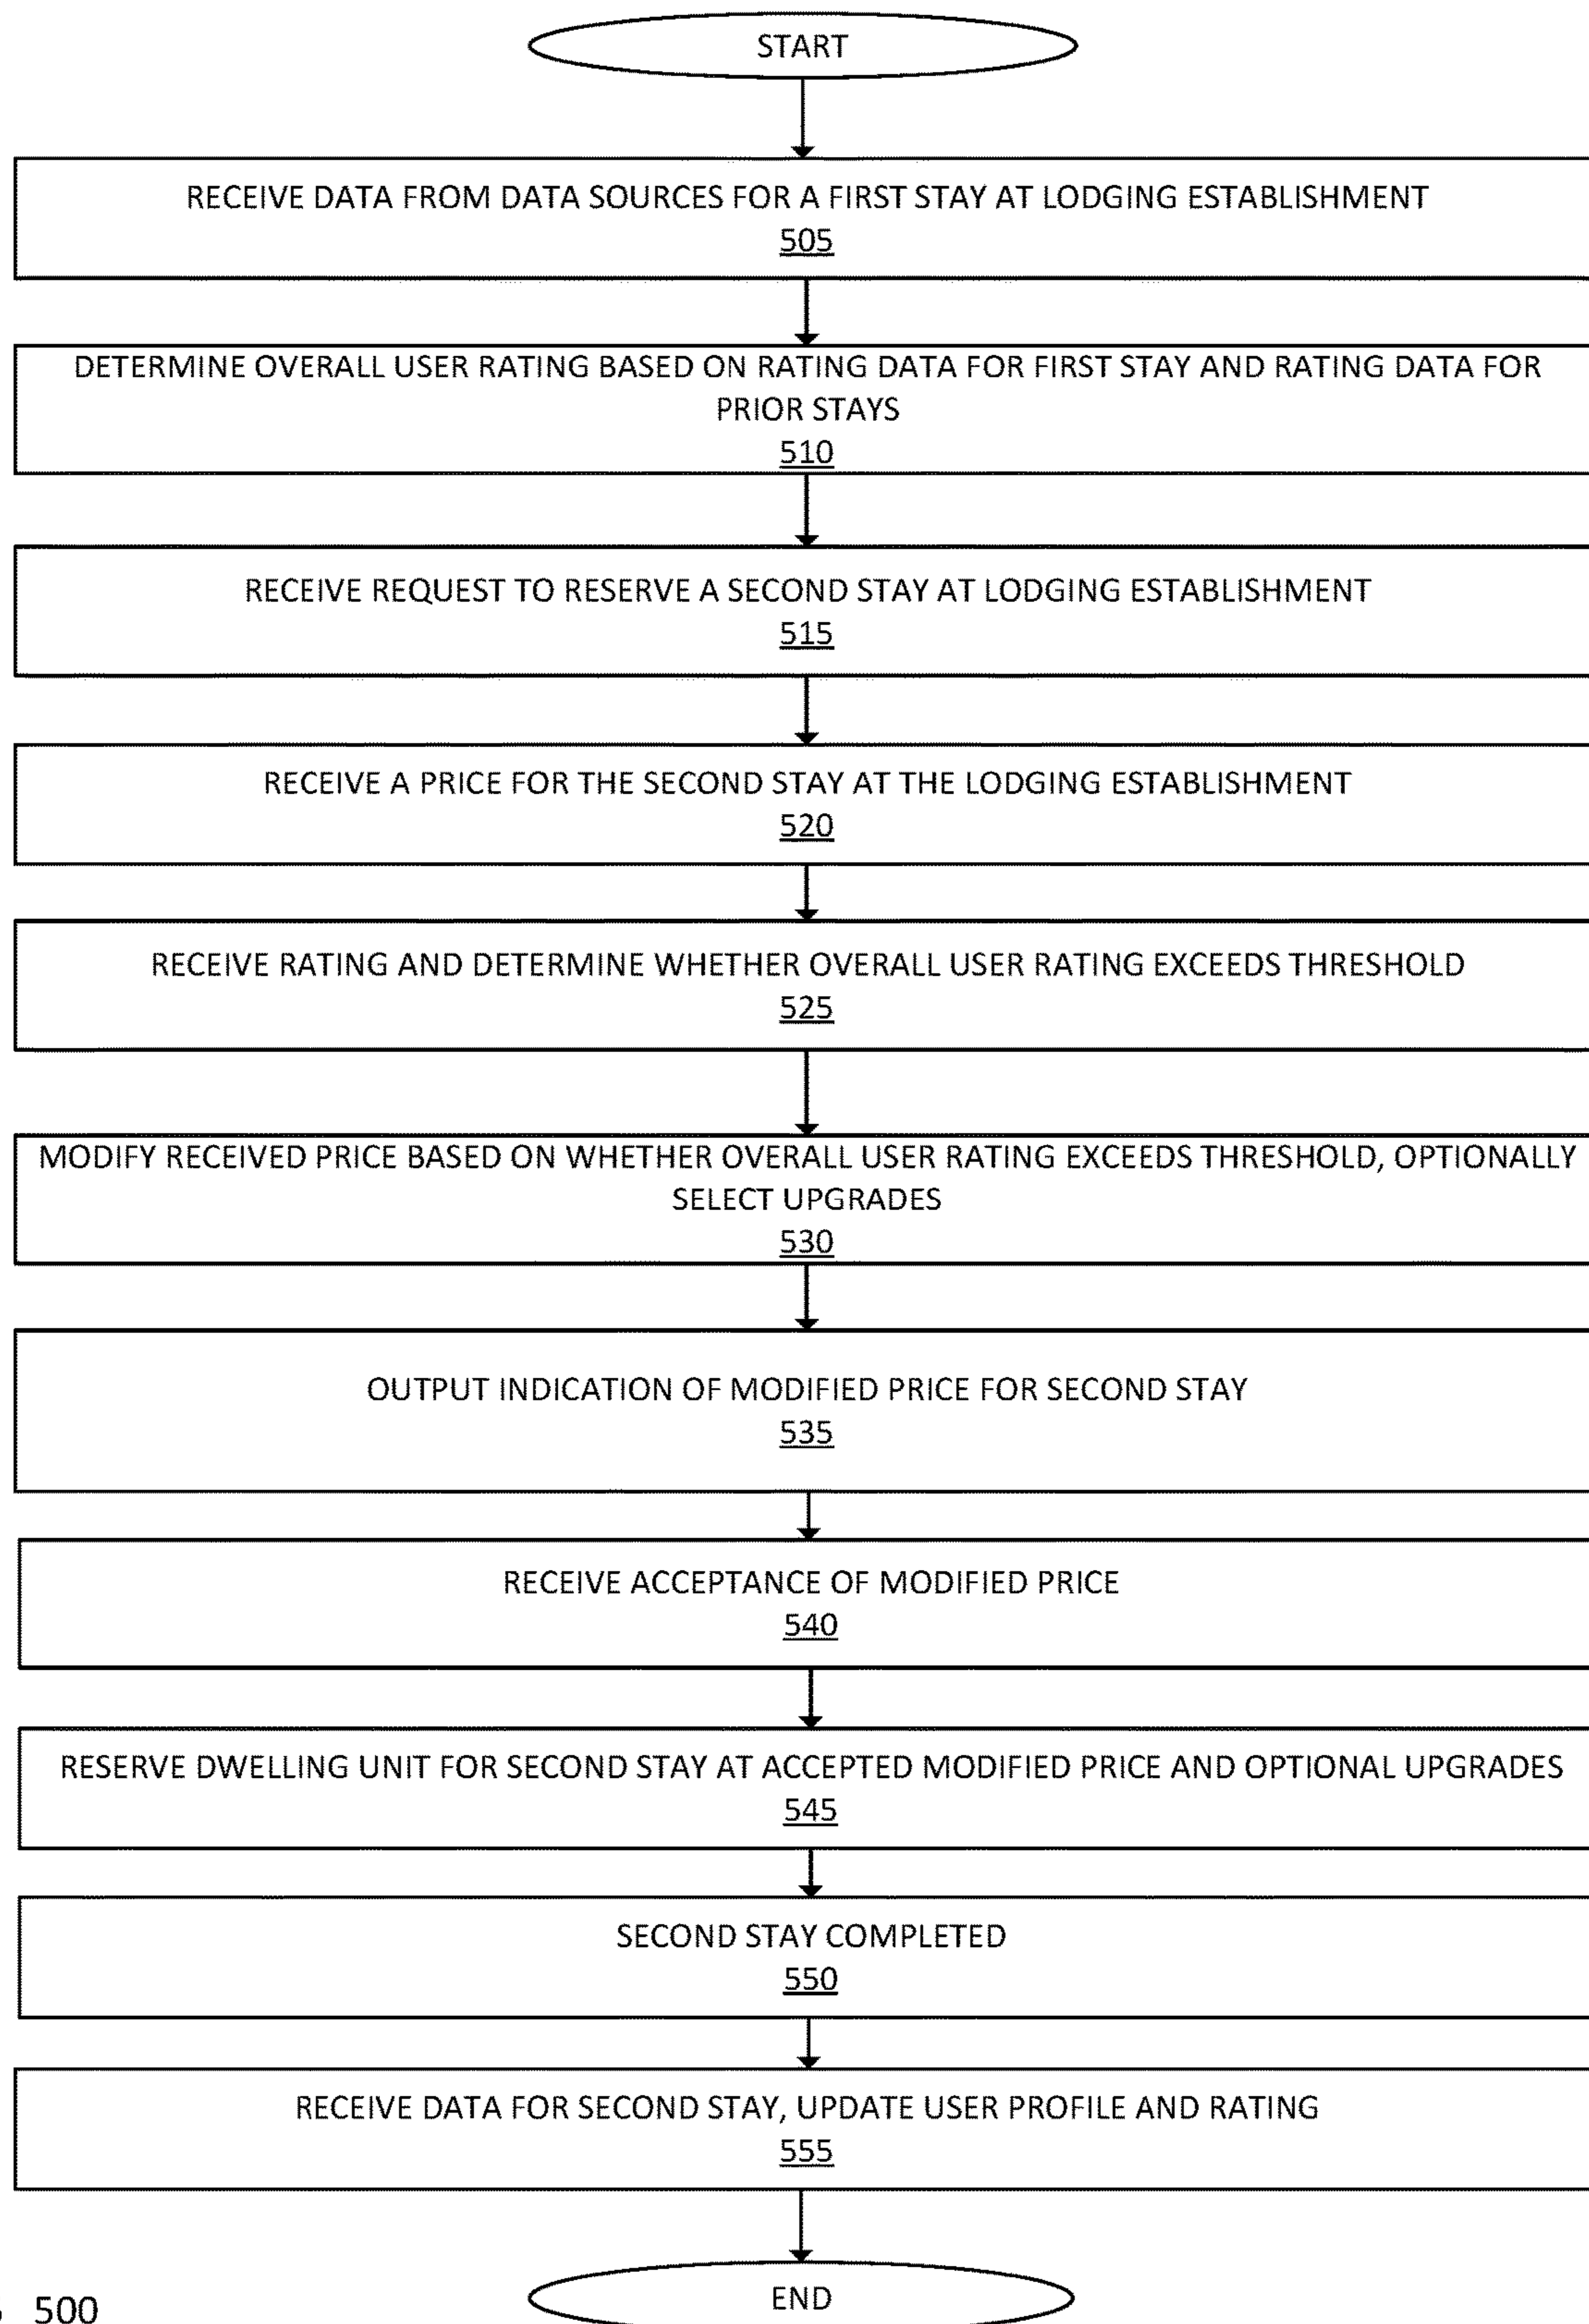 START
RECEIVE DATA FROM DATA SOURCES FOR A FIRST STAY AT LODGING ESTABLISHMENT
505
DETERMINE OVERALL USER RATING BASED ON RATING DATA FOR FIRST STAY AND RATING DATA FOR
PRIOR STAYS
510
RECEIVE REQUEST TO RESERVE A SECOND STAY AT LODGING ESTABLISHMENT
515
RECEIVE A PRICE FOR THE SECOND STAY AT THE LODGING ESTABLISHMENT
520
RECEIVE RATING AND DETERMINE WHETHER OVERALL USER RATING EXCEEDS THRESHOLD
525
MODIFY RECEIVED PRICE BASED ON WHETHER OVERALL USER RATING EXCEEDS THRESHOLD, OPTIONALLY
SELECT UPGRADES
530
OUTPUT INDICATION OF MODIFIED PRICE FOR SECOND STAY
535
RECEIVE ACCEPTANCE OF MODIFIED PRICE
540
RESERVE DWELLING UNIT FOR SECOND STAY AT ACCEPTED MODIFIED PRICE AND OPTIONAL UPGRADES
545
SECOND STAY COMPLETED
550
RECEIVE DATA FOR SECOND STAY, UPDATE USER PROFILE AND RATING
555
END
500